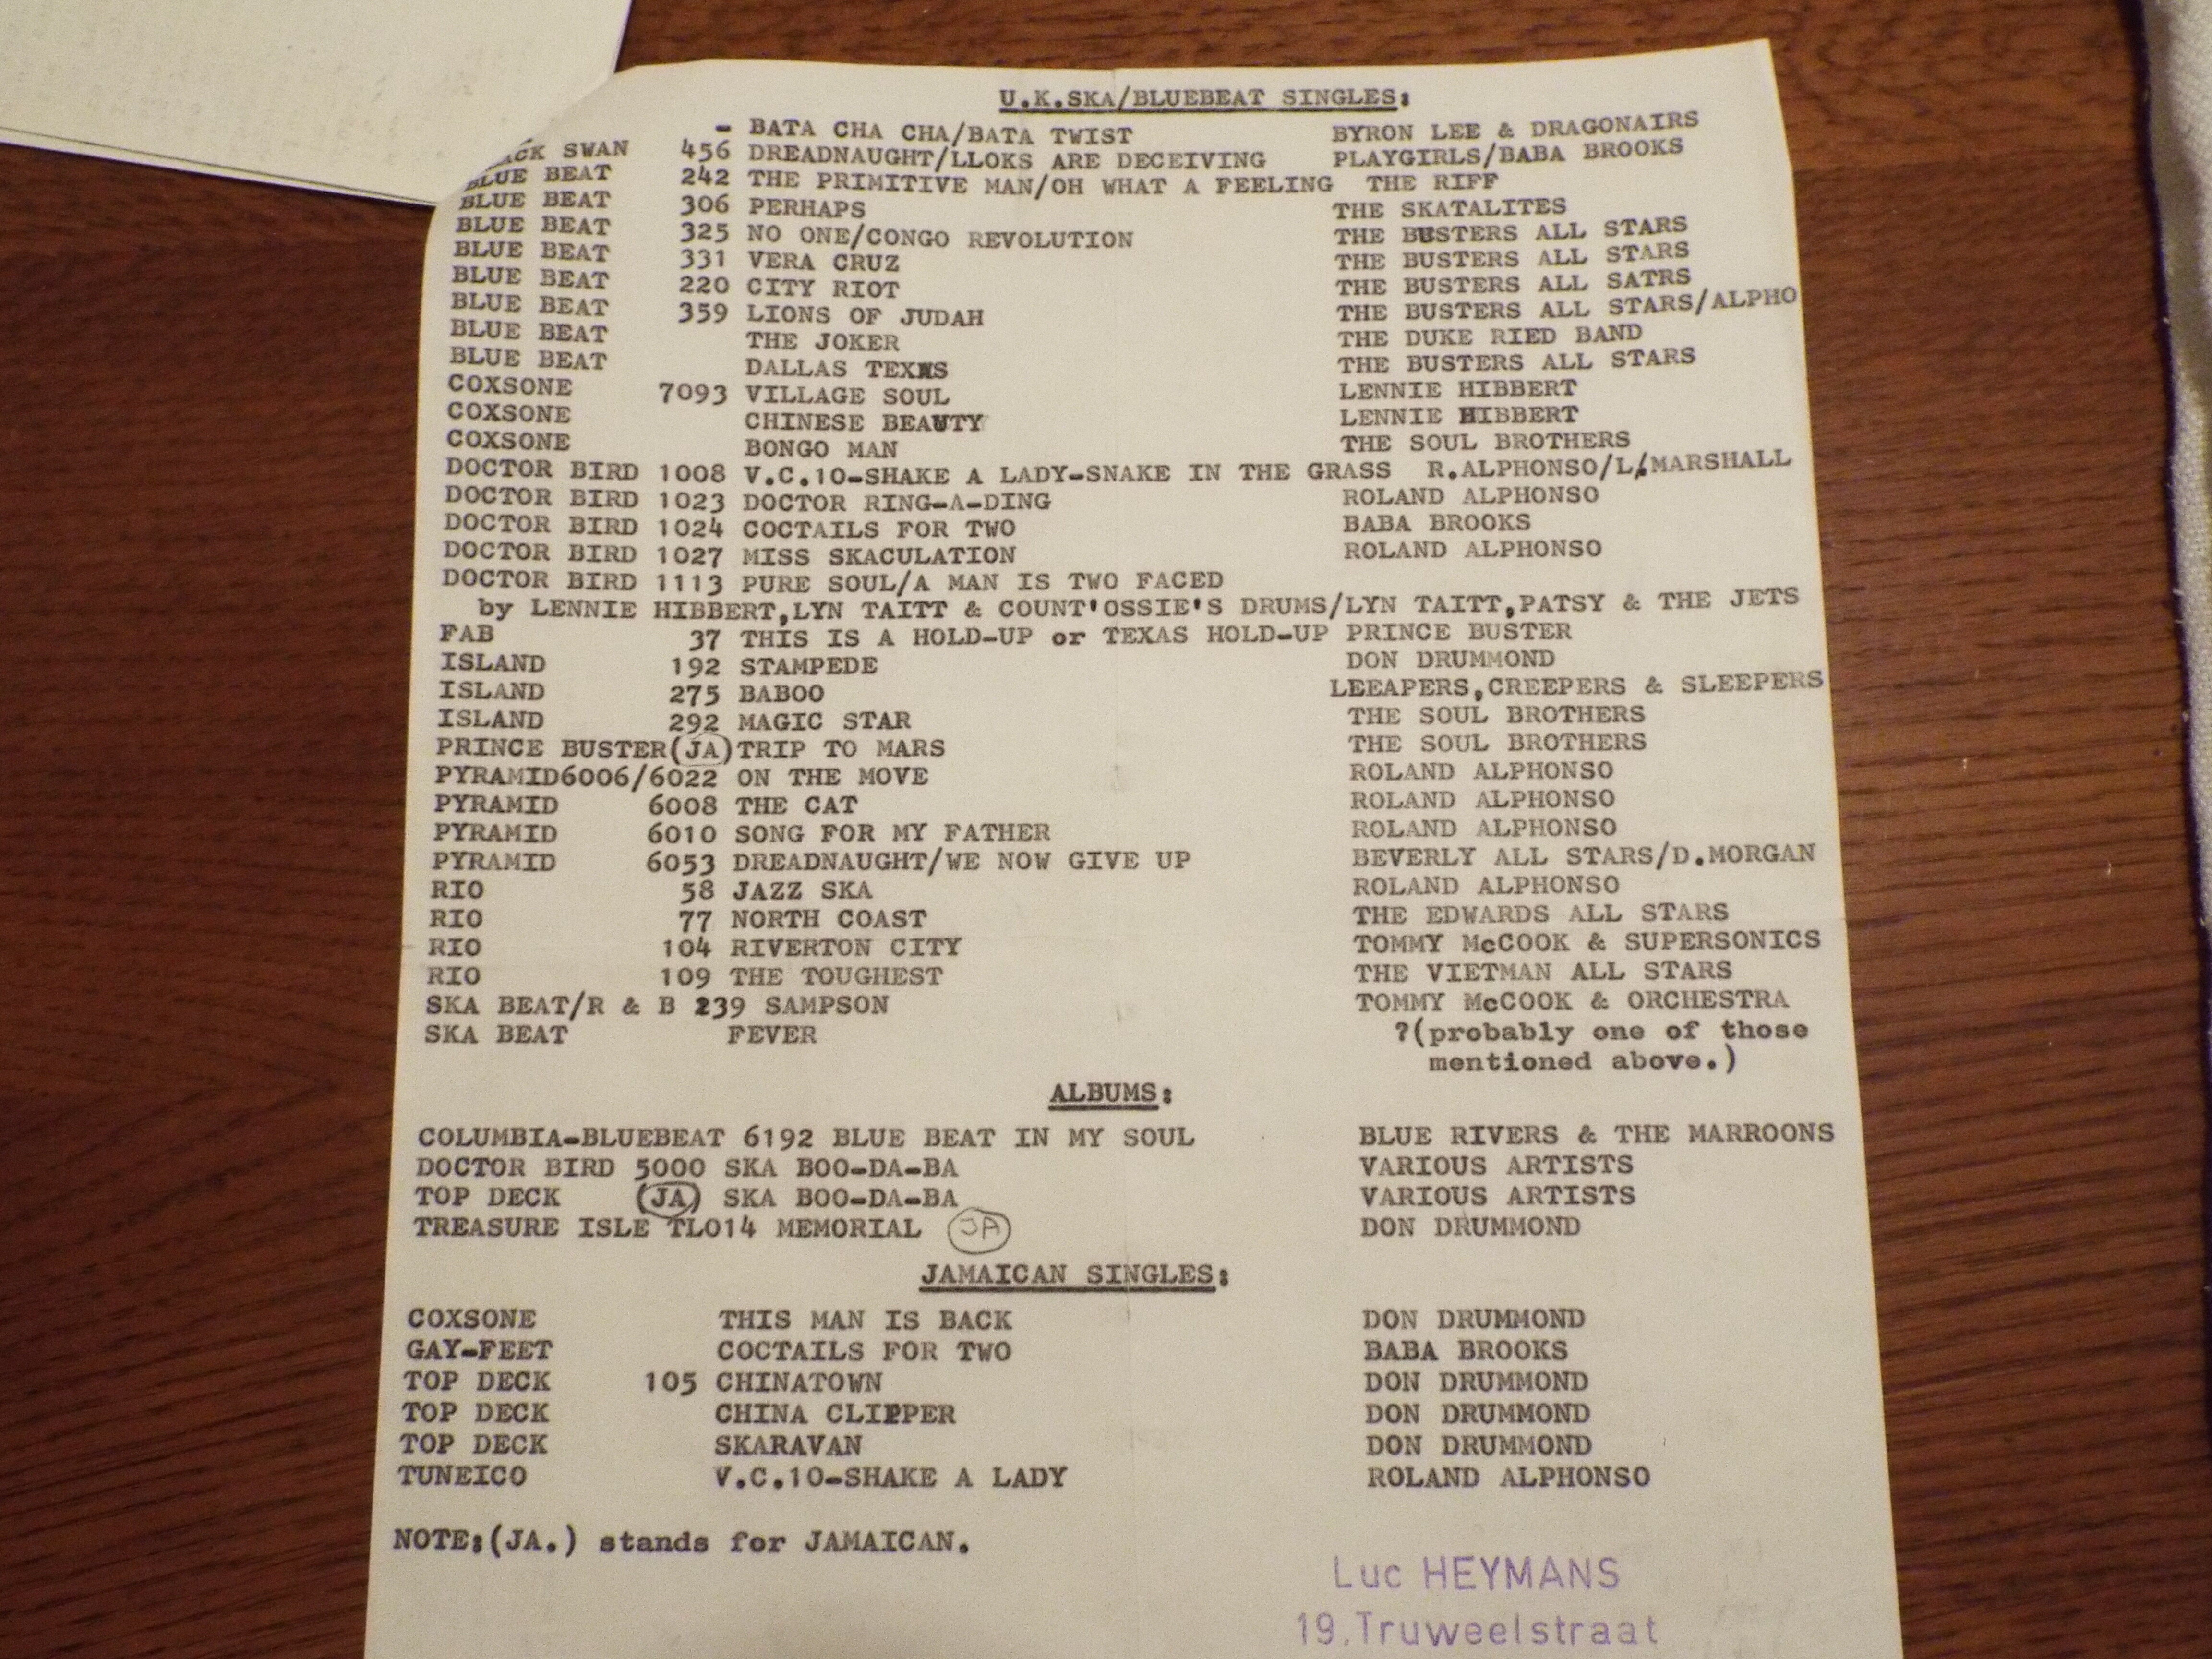 U.K.SKA/BLUEBEAT SINGLES:
- BATA CHA CHA/BATA TWIST BYRON LEE & DRAGONAIRS
ACK SWAN 456 DREADNAUGHT/LLOKS ARE DECEIVING PLAYGIRLS/BABA BROOKS
BLUE BEAT 242 THE PRIMITIVE MAN/OH WHAT A FEELING THE RIFF
BLUE BEAT 306 PERHAPS THE SKATALITES
BLUE BEAT 325 NO ONE/CONGO REVOLUTION THE BUSTERS ALL STARS
BLUE BEAT 331 VERA CRUZ THE BUSTERS ALL STARS
BLUE BEAT 220 CITY RIOT THE BUSTERS ALL SATRS
BLUE BEAT 359 LIONS OF JUDAH THE BUSTERS ALL STARS/ALPHO
BLUE BEAT THE JOKER THE DUKE RIED BAND
BLUE BEAT DALLAS TEXAS THE BUSTERS ALL STARS
COXSONE 7093 VILLAGE SOUL LENNIE HIBBERT
COXSONE CHINESE BEAUTY LENNIE HIBBERT
COXSONE BONGO MAN THE SOUL BROTHERS
DOCTOR BIRD 1008 V.C.10-SHAKE A LADY-SNAKE IN THE GRASS R.ALPHONSO/L.MARSHALL
DOCTOR BIRD 1023 DOCTOR RING-A-DING ROLAND ALPHONSO
DOCTOR BIRD 1024 COCTAILS FOR TWO BABA BROOKS
DOCTOR BIRD 1027 MISS SKACULATION ROLAND ALPHONSO
DOCTOR BIRD 1113 PURE SOUL/A MAN IS TWO FACED
by LENNIE HIBBERT,LYN TAITT & COUNT'OSSIE'S DRUMS/LYN TAITT,PATSY & THE JETS
FAB 37 THIS IS A HOLD-UP or TEXAS HOLD-UP PRINCE BUSTER
ISLAND 192 STAMPEDE DON DRUMMOND
ISLAND 275 BABOO LEEAPERS,CREEPERS & SLEEPERS
ISLAND 292 MAGIC STAR THE SOUL BROTHERS
PRINCE BUSTER(JA)TRIP TO MARS THE SOUL BROTHERS
PYRAMID6006/6022 ON THE MOVE ROLAND ALPHONSO
PYRAMID 6008 THE CAT ROLAND ALPHONSO
PYRAMID 6010 SONG FOR MY FATHER ROLAND ALPHONSO
PYRAMID 6053 DREADNAUGHT/WE NOW GIVE UP BEVERLY ALL STARS/D.MORGAN
RIO 58 JAZZ SKA ROLAND ALPHONSO
RIO 77 NORTH COAST THE EDWARDS ALL STARS
RIO 104 RIVERTON CITY TOMMY McCOOK & SUPERSONICS
RIO 109 THE TOUGHEST THE VIETMAN ALL STARS
SKA BEAT/R & B 239 SAMPSON TOMMY McCOOK & ORCHESTRA
SKA BEAT FEVER ?(probably one of those
mentioned above.)
ALBUMS:
COLUMBIA-BLUEBEAT 6192 BLUE BEAT IN MY SOUL BLUE RIVERS & THE MARROONS
DOCTOR BIRD 5000 SKA BOO-DA-BA VARIOUS ARTISTS
TOP DECK (JA) SKA BOO-DA-BA VARIOUS ARTISTS
TREASURE ISLE TLO14 MEMORIAL JA DON DRUMMOND
JAMAICAN SINGLES:
COXSONE THIS MAN IS BACK DON DRUMMOND
GAY-FEET COCTAILS FOR TWO BABA BROOKS
TOP DECK 105 CHINATOWN DON DRUMMOND
TOP DECK CHINA CLIPPER DON DRUMMOND
TOP DECK SKARAVAN DON DRUMMOND
TUNEICO V.C.10-SHAKE A LADY ROLAND ALPHONSO
NOTE:(JA.) stands for JAMAICAN.
Luc HEYMANS
19,Truweelstraat